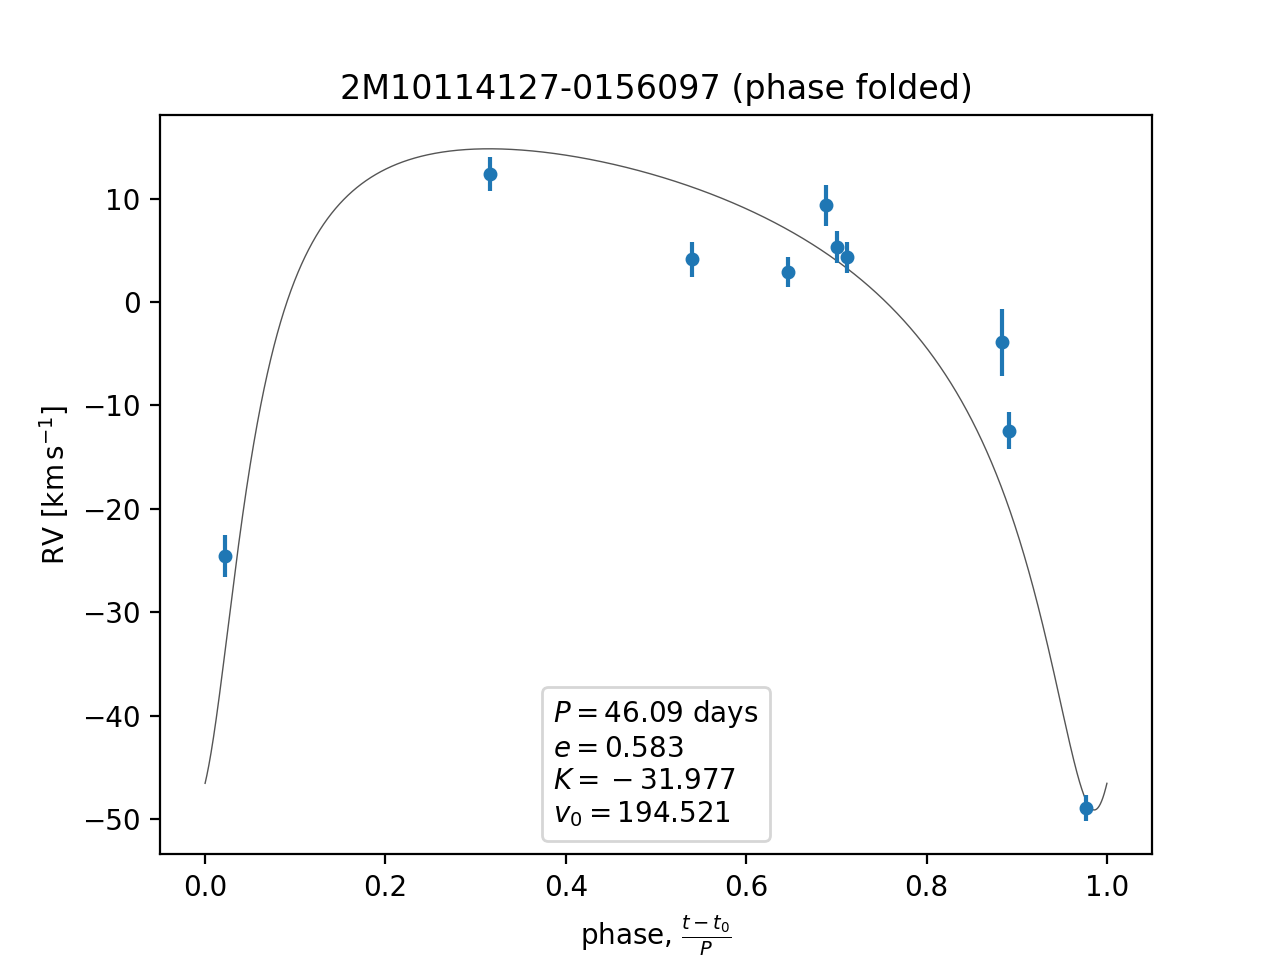 2M10114127-0156097 (phase folded)
10
0
−10
−20
−30
−40
−50
RV [km s⁻¹]
P = 46.09 days
e = 0.583
K = −31.977
v₀ = 194.521
0.0 0.2 0.4 0.6 0.8 1.0
phase, (t − t₀)/P